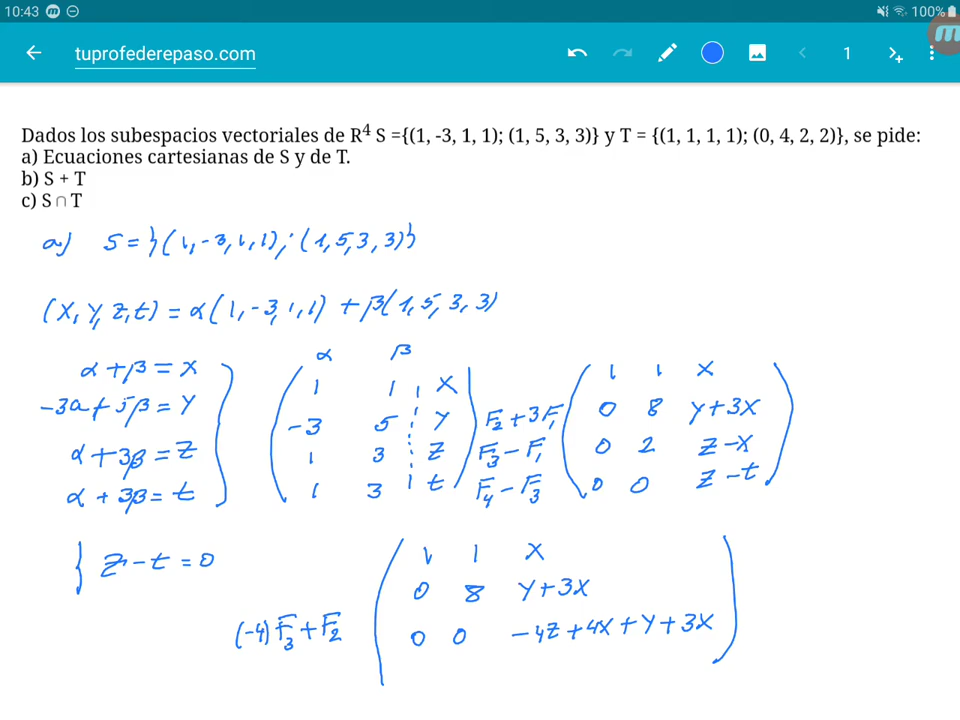 10:43 100%
tuprofederepaso.com 1
Dados los subespacios vectoriales de R⁴ S ={(1, -3, 1, 1); (1, 5, 3, 3)} y T = {(1, 1, 1, 1); (0, 4, 2, 2)}, se pide:
a) Ecuaciones cartesianas de S y de T.
b) S + T
c) S ∩ T
a) S = {(1, -3, 1, 1); (1, 5, 3, 3)}
(x, y, z, t) = α(1, -3, 1, 1) + β(1, 5, 3, 3)
α β
α + β = x 1 1 x 1 1 x
-3α + 5β = y -3 5 y F₂ + 3F₁ 0 8 y+3x
α + 3β = z 1 3 z F₃ - F₁ 0 2 z-x
α + 3β = t 1 3 t F₄ - F₃ 0 0 z-t
{ z - t = 0 1 1 x
0 8 y+3x
(-4)F₃ + F₂ 0 0 -4z+4x+y+3x